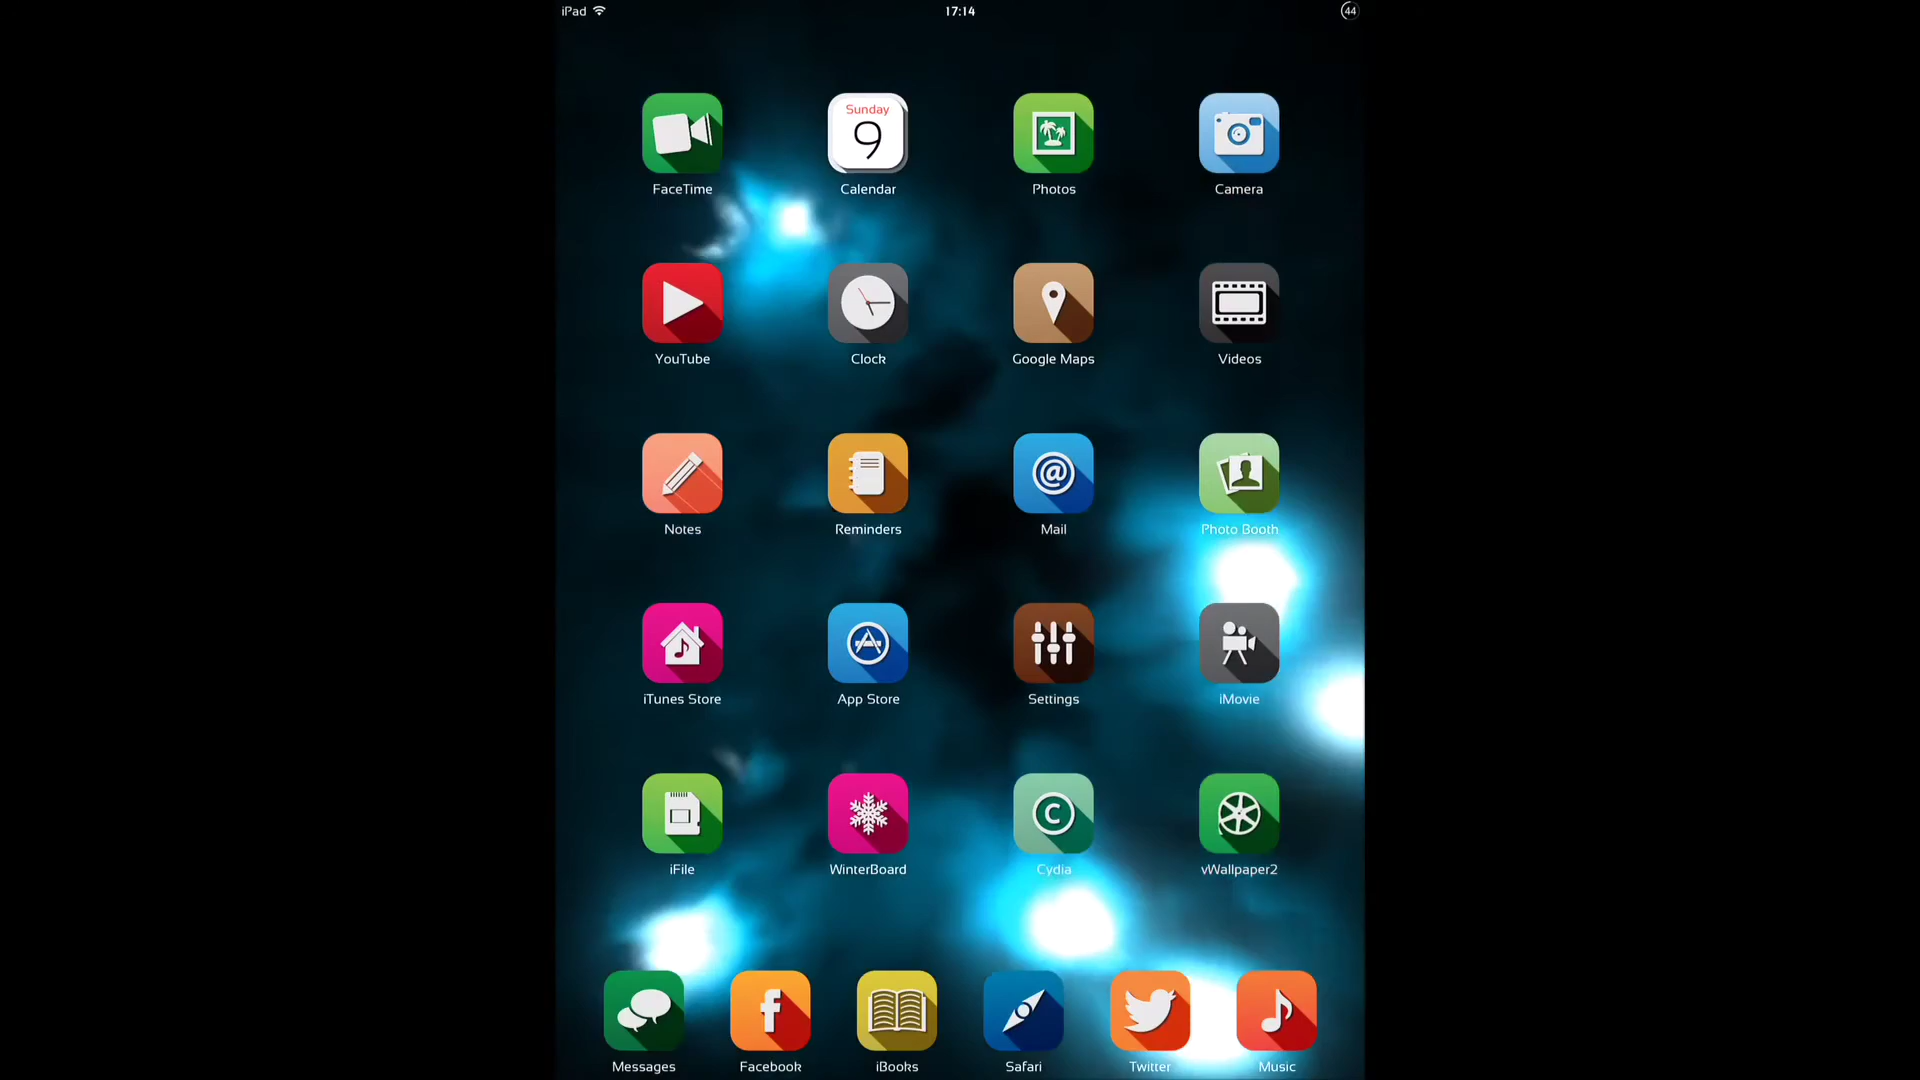 iPad 17:14 44
Sunday
9
FaceTime Calendar Photos Camera
YouTube Clock Google Maps Videos
@
Notes Reminders Mail Photo Booth
iTunes Store App Store Settings iMovie
C
iFile WinterBoard Cydia vWallpaper2
f
Messages Facebook iBooks Safari Twitter Music